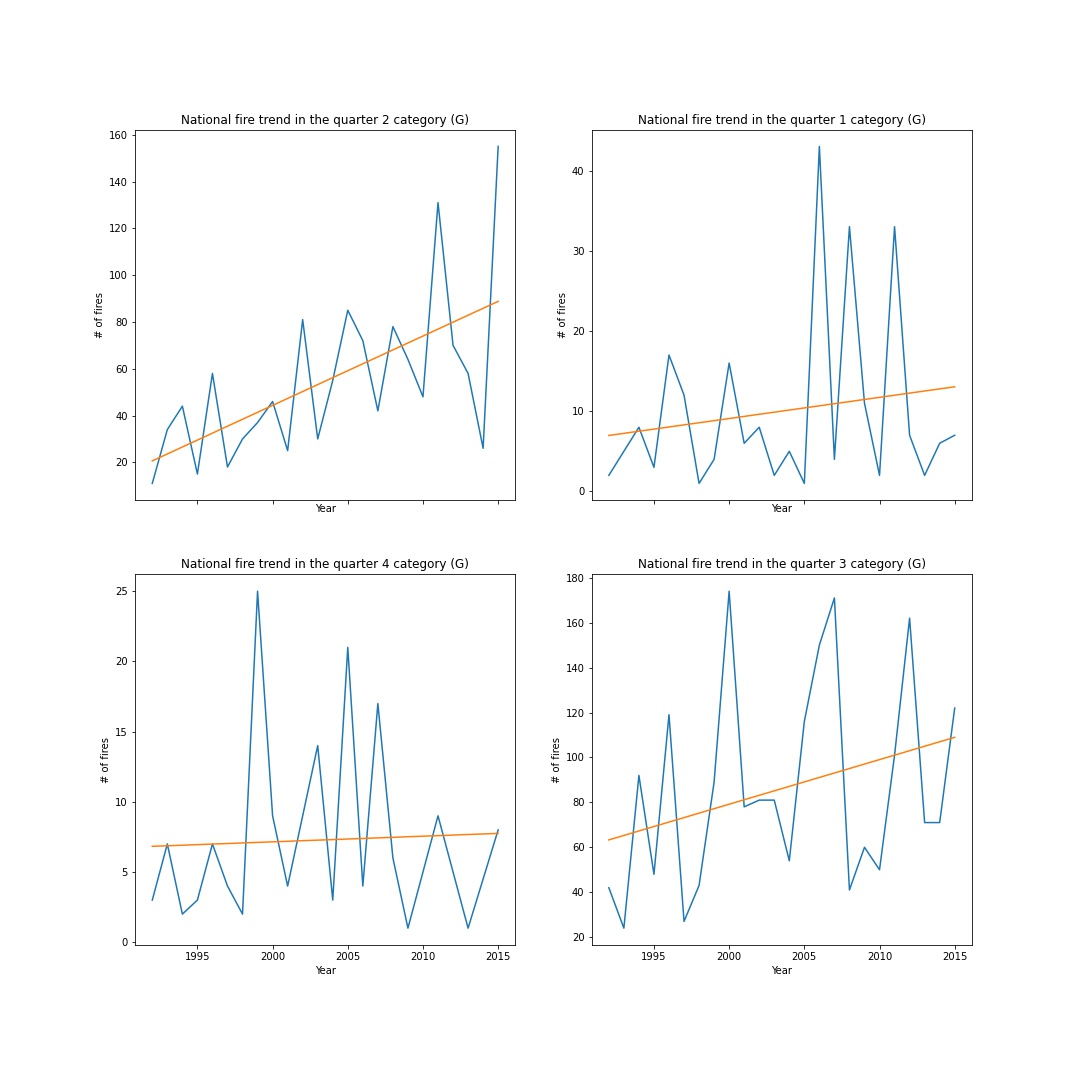 National fire trend in the quarter 2 category (G)
160
140
120
100
80
60
40
20
# of fires
Year
National fire trend in the quarter 1 category (G)
40
30
20
10
0
# of fires
Year
National fire trend in the quarter 4 category (G)
25
20
15
10
5
0
# of fires
1995 2000 2005 2010 2015
Year
National fire trend in the quarter 3 category (G)
180
160
140
120
100
80
60
40
20
# of fires
1995 2000 2005 2010 2015
Year